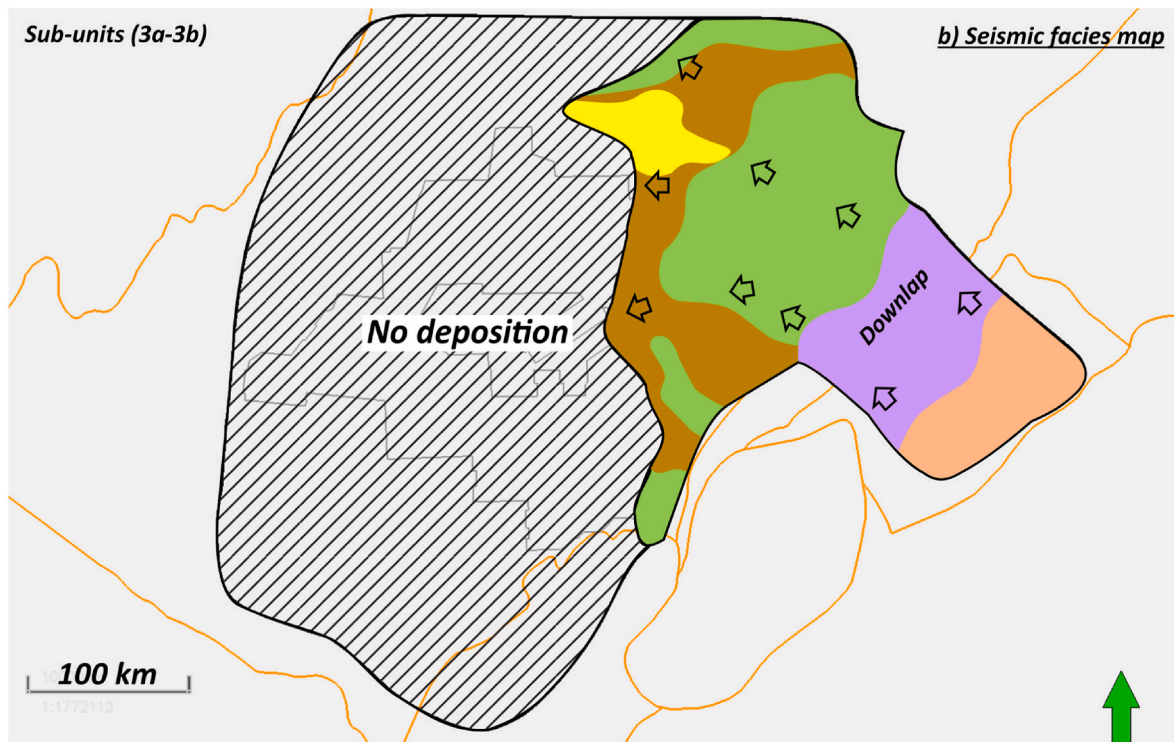 Sub-units (3a-3b)
b) Seismic facies map
Downlap
No deposition
100 km
1:1772113